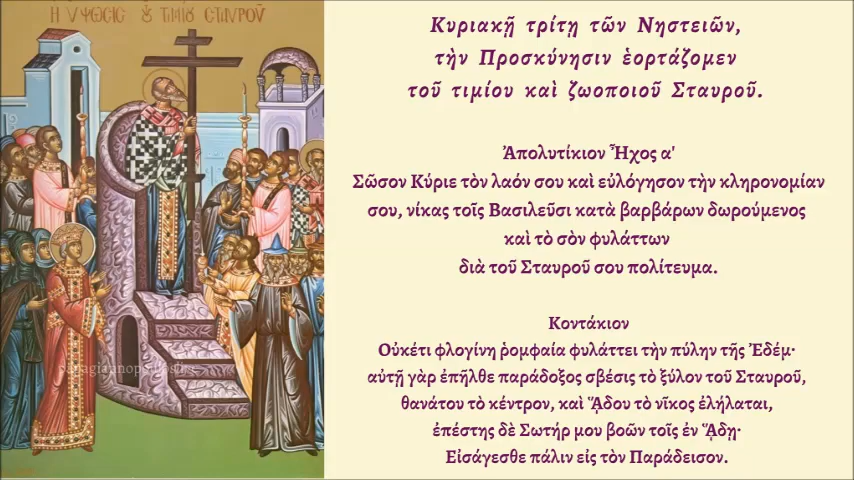 Η ΥΨΩΣΙΣ ΤΟΥ ΤΙΜΙΟΥ ΣΤΑΥΡΟΥ
Κυριακῇ τρίτῃ τῶν Νηστειῶν,
τὴν Προσκύνησιν ἑορτάζομεν
τοῦ τιμίου καὶ ζωοποιοῦ Σταυροῦ.
Ἀπολυτίκιον Ἦχος α'
Σῶσον Κύριε τὸν λαόν σου καὶ εὐλόγησον τὴν κληρονομίαν
σου, νίκας τοῖς Βασιλεῦσι κατὰ βαρβάρων δωρούμενος
καὶ τὸ σὸν φυλάττων
διὰ τοῦ Σταυροῦ σου πολίτευμα.
Κοντάκιον
Οὐκέτι φλογίνη ῥομφαία φυλάττει τὴν πύλην τῆς Ἐδέμ·
αὐτῇ γὰρ ἐπῆλθε παράδοξος σβέσις τὸ ξύλον τοῦ Σταυροῦ,
θανάτου τὸ κέντρον, καὶ ᾍδου τὸ νῖκος ἐλήλαται,
ἐπέστης δὲ Σωτήρ μου βοῶν τοῖς ἐν ᾍδῃ·
Εἰσάγεσθε πάλιν εἰς τὸν Παράδεισον.